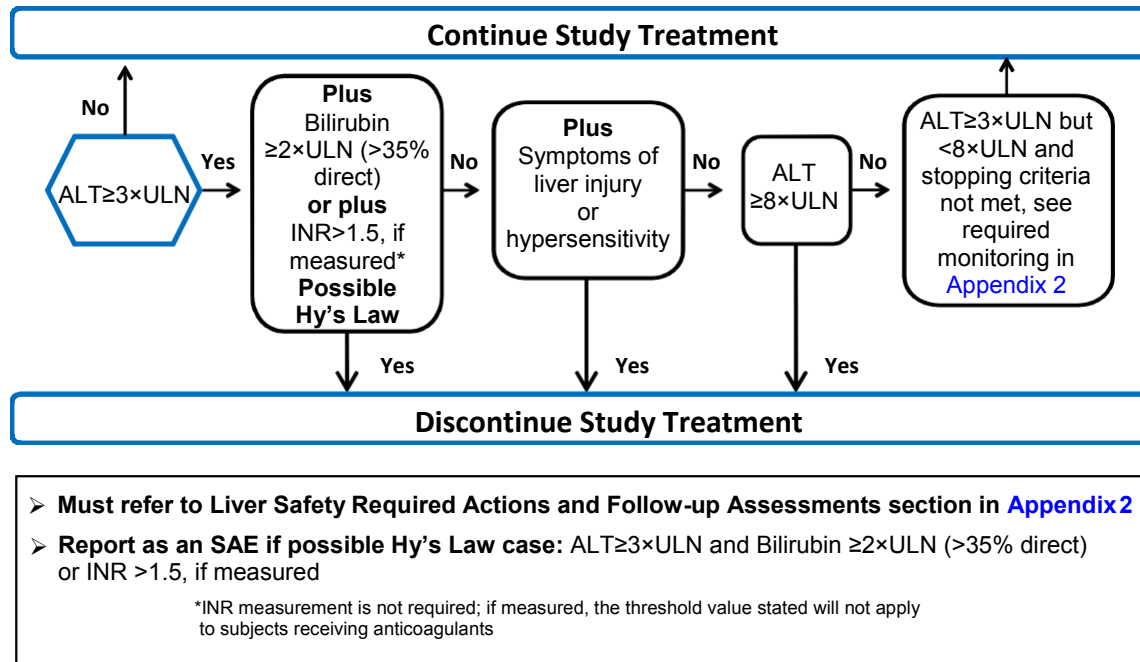 Continue Study Treatment
No
ALT≥3×ULN
Yes
Plus
Bilirubin
≥2×ULN (>35%
direct)
or plus
INR>1.5, if
measured*
Possible
Hy's Law
No
Plus
Symptoms of
liver injury
or
hypersensitivity
No
ALT
≥8×ULN
No
ALT≥3×ULN but
<8×ULN and
stopping criteria
not met, see
required
monitoring in
Appendix 2
Yes
Yes
Yes
Discontinue Study Treatment
➢ Must refer to Liver Safety Required Actions and Follow-up Assessments section in Appendix 2
➢ Report as an SAE if possible Hy's Law case: ALT≥3×ULN and Bilirubin ≥2×ULN (>35% direct)
or INR >1.5, if measured
*INR measurement is not required; if measured, the threshold value stated will not apply
to subjects receiving anticoagulants